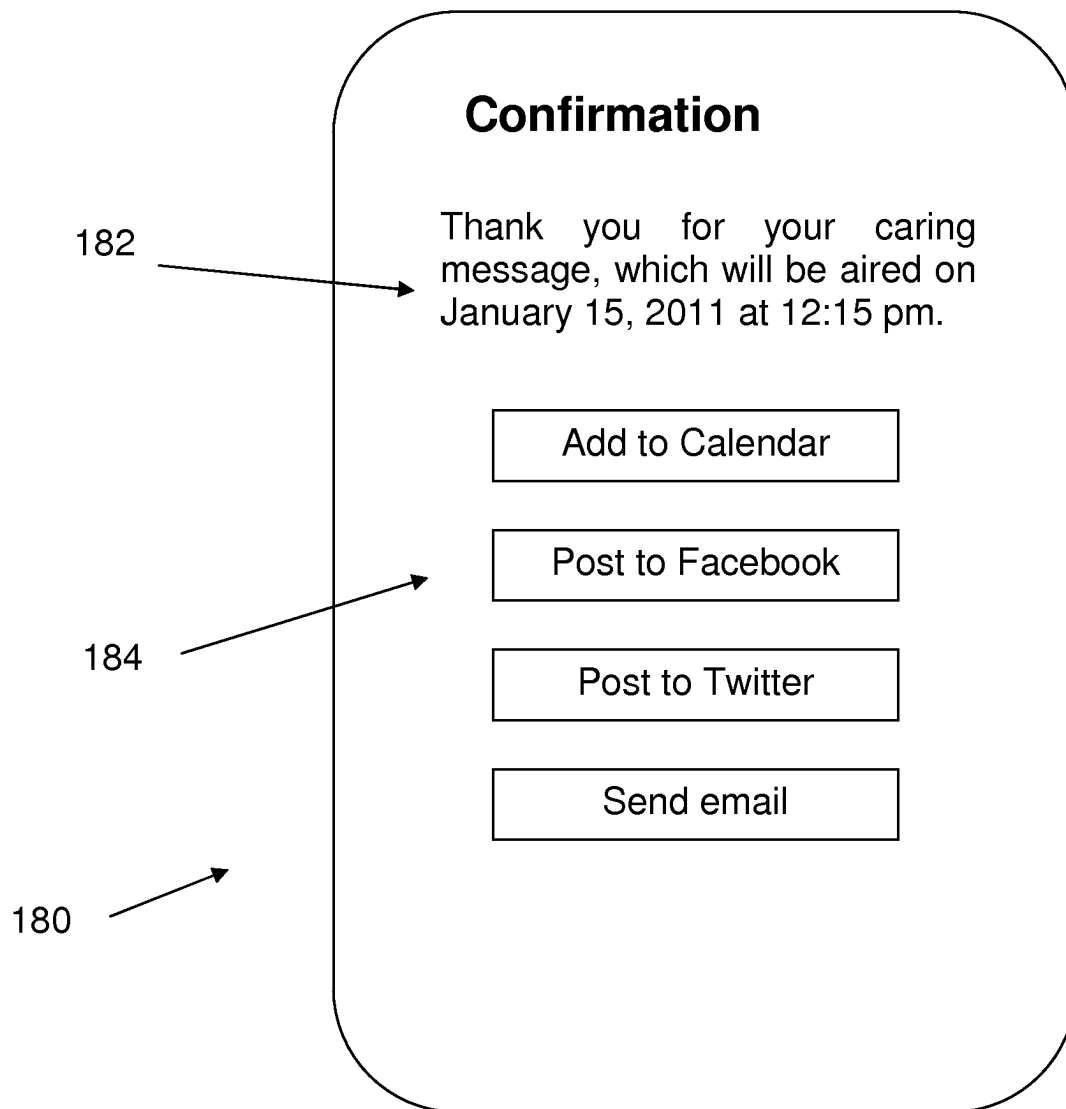 Confirmation
182
Thank you for your caring
message, which will be aired on
January 15, 2011 at 12:15 pm.
Add to Calendar
Post to Facebook
184
Post to Twitter
Send email
180